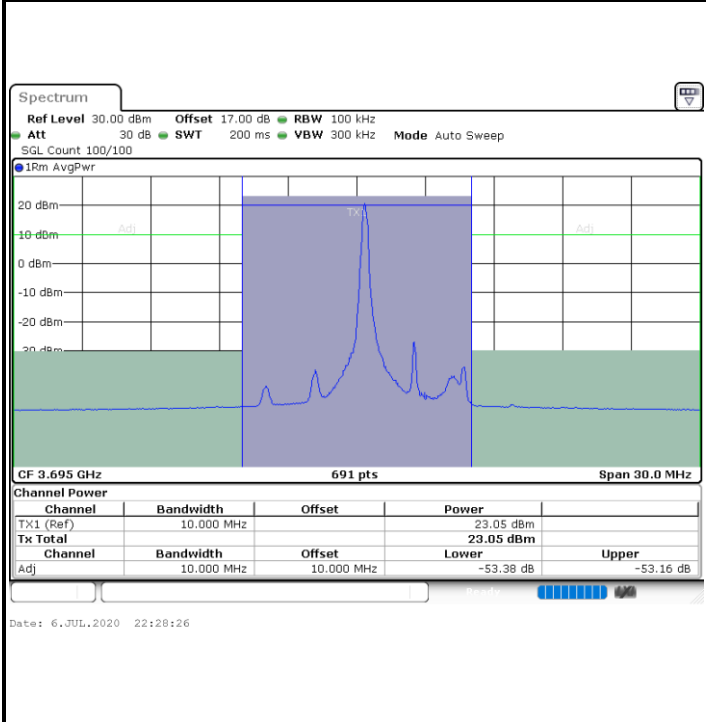 Spectrum
Ref Level 30.00 dBm Offset 17.00 dB RBW 100 kHz
Att 30 dB SWT 200 ms VBW 300 kHz Mode Auto Sweep
SGL Count 100/100
1Rm AvgPwr
20 dBm
TX
Adj
Adj
10 dBm
0 dBm
-10 dBm
-20 dBm
CF 3.695 GHz 691 pts Span 30.0 MHz
Channel Power
Channel Bandwidth Offset Power
TX1 (Ref) 10.000 MHz 23.05 dBm
Tx Total 23.05 dBm
Channel Bandwidth Offset Lower Upper
Adj 10.000 MHz 10.000 MHz -53.38 dB -53.16 dB
Ready
Date: 6.JUL.2020 22:28:26